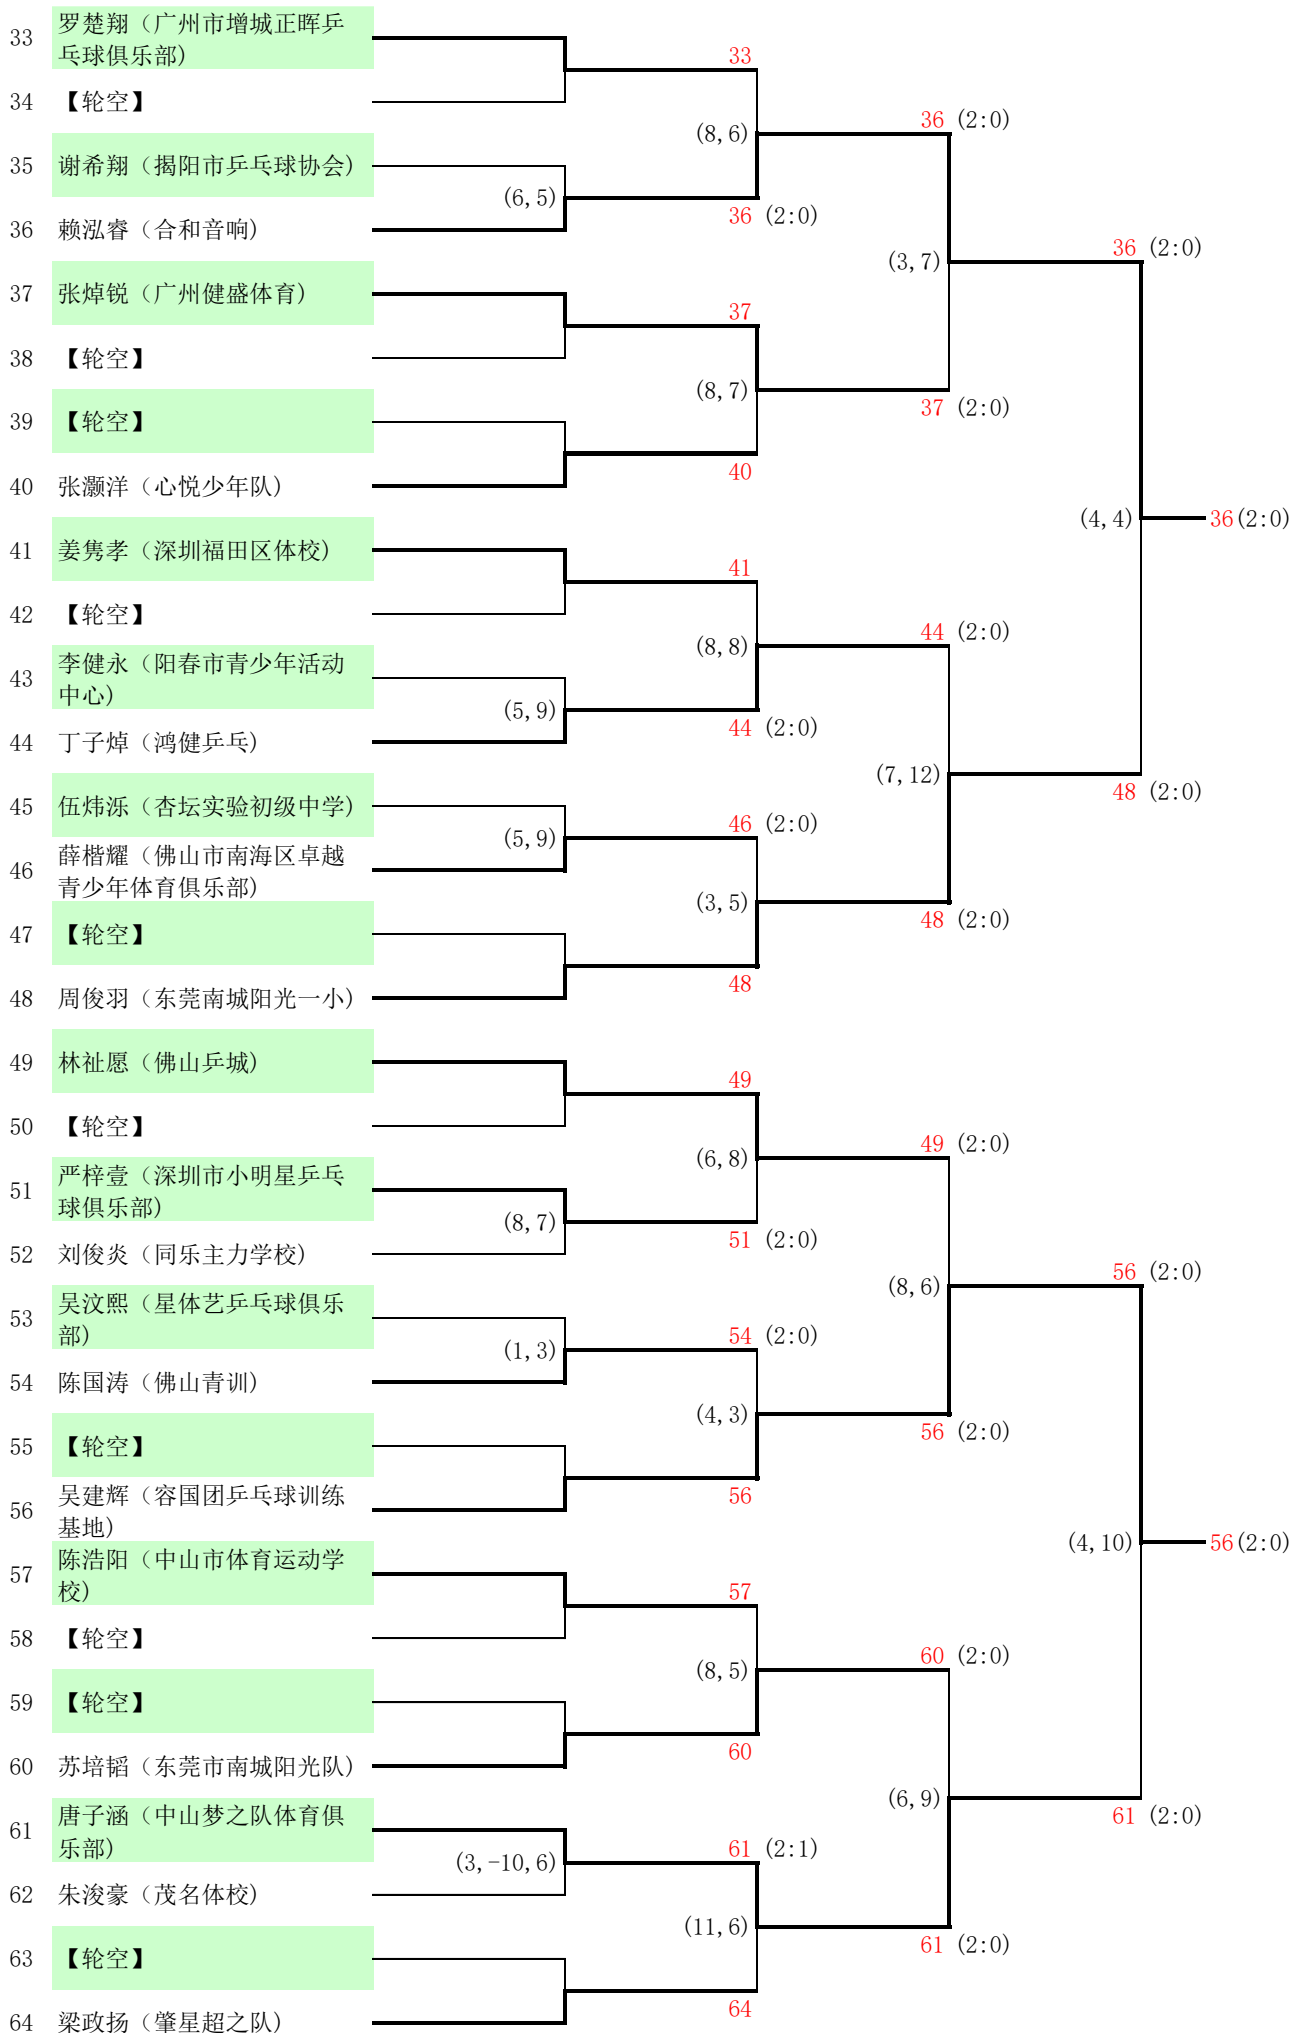 罗楚翔（广州市增城正晖乒
33
乓球俱乐部)
33
34 【轮空】
36 (2:0)
(8, 6)
35 谢希翔（揭阳市乒乓球协会)
(6, 5)
36 (2:0)
36 赖泓睿（合和音响)
36 (2:0)
(3, 7)
37 张焯锐（广州健盛体育)
37
38 【轮空】
(8, 7)
37 (2:0)
39 【轮空】
40
40 张灏洋（心悦少年队)
(4, 4)
36(2:0)
41 姜隽孝（深圳福田区体校)
41
42 【轮空】
44 (2:0)
(8, 8)
李健永（阳春市青少年活动
43
中心)
(5, 9)
44 (2:0)
44 丁子焯（鸿健乒乓)
(7, 12)
48 (2:0)
45 伍炜泺（杏坛实验初级中学)
46 (2:0)
(5, 9)
薛楷耀（佛山市南海区卓越
46
青少年体育俱乐部)
(3, 5)
48 (2:0)
47 【轮空】
48
48 周俊羽（东莞南城阳光一小)
49 林祉愿（佛山乒城)
49
50 【轮空】
49 (2:0)
(6, 8)
严梓壹（深圳市小明星乒乓
51
球俱乐部)
(8, 7)
51 (2:0)
52 刘俊炎（同乐主力学校)
56 (2:0)
(8, 6)
吴汶熙（星体艺乒乓球俱乐
53
部)
54 (2:0)
(1, 3)
54 陈国涛（佛山青训)
(4, 3)
56 (2:0)
55 【轮空】
56
吴建辉（容国团乒乓球训练
56
基地)
(4, 10)
56(2:0)
陈浩阳（中山市体育运动学
57
校)
57
58 【轮空】
60 (2:0)
(8, 5)
59 【轮空】
60
60 苏培韬（东莞市南城阳光队)
(6, 9)
61 (2:0)
唐子涵（中山梦之队体育俱
61
乐部)
61 (2:1)
(3, -10, 6)
62 朱浚豪（茂名体校)
(11, 6)
61 (2:0)
63 【轮空】
64
64 梁政扬（肇星超之队)